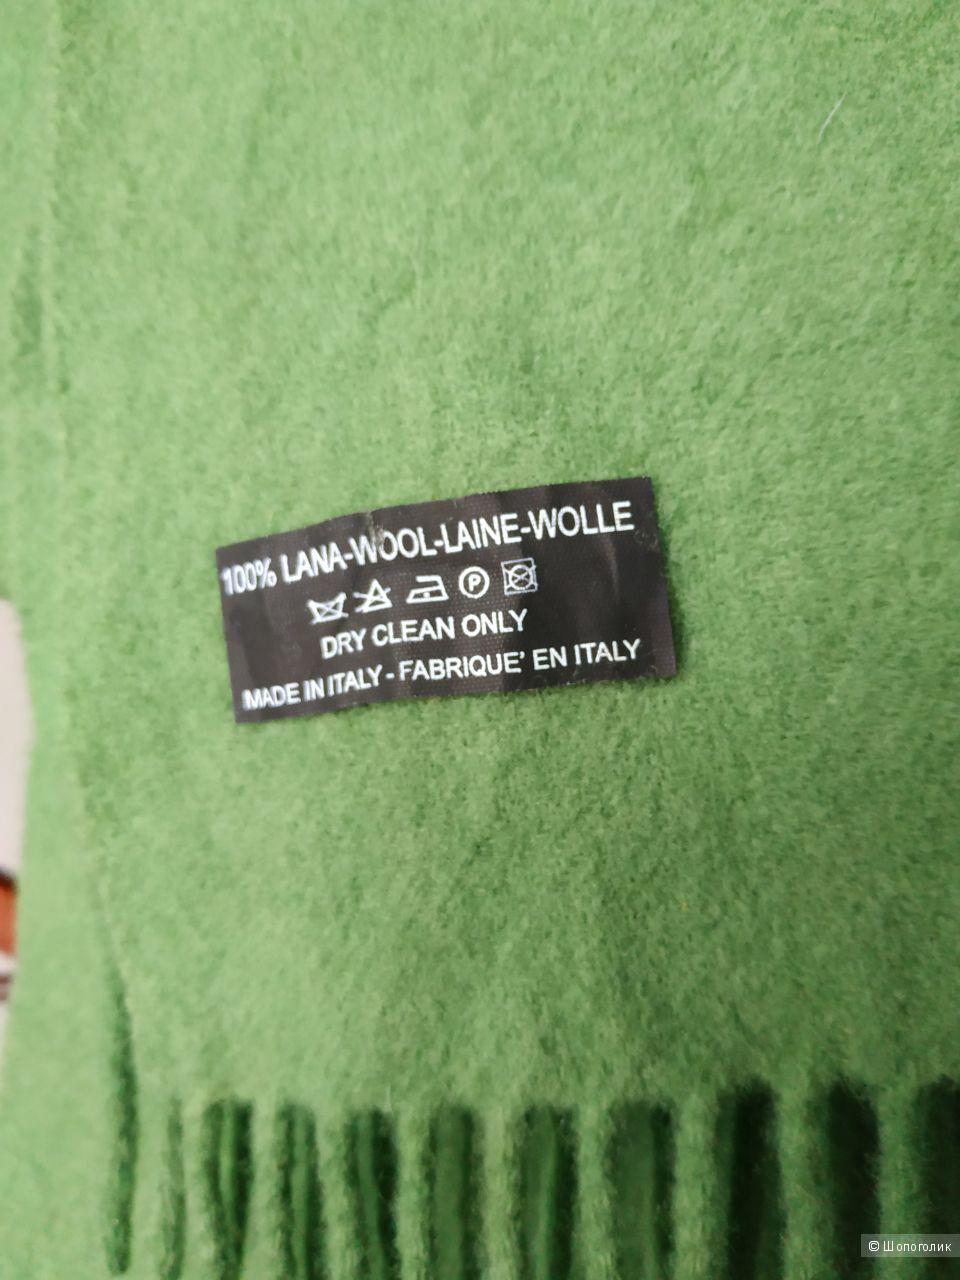 100% LANA-WOOL-LAINE-WOLLE
P
DRY CLEAN ONLY
MADE IN ITALY - FABRIQUE' EN ITALY
© Шопоголик